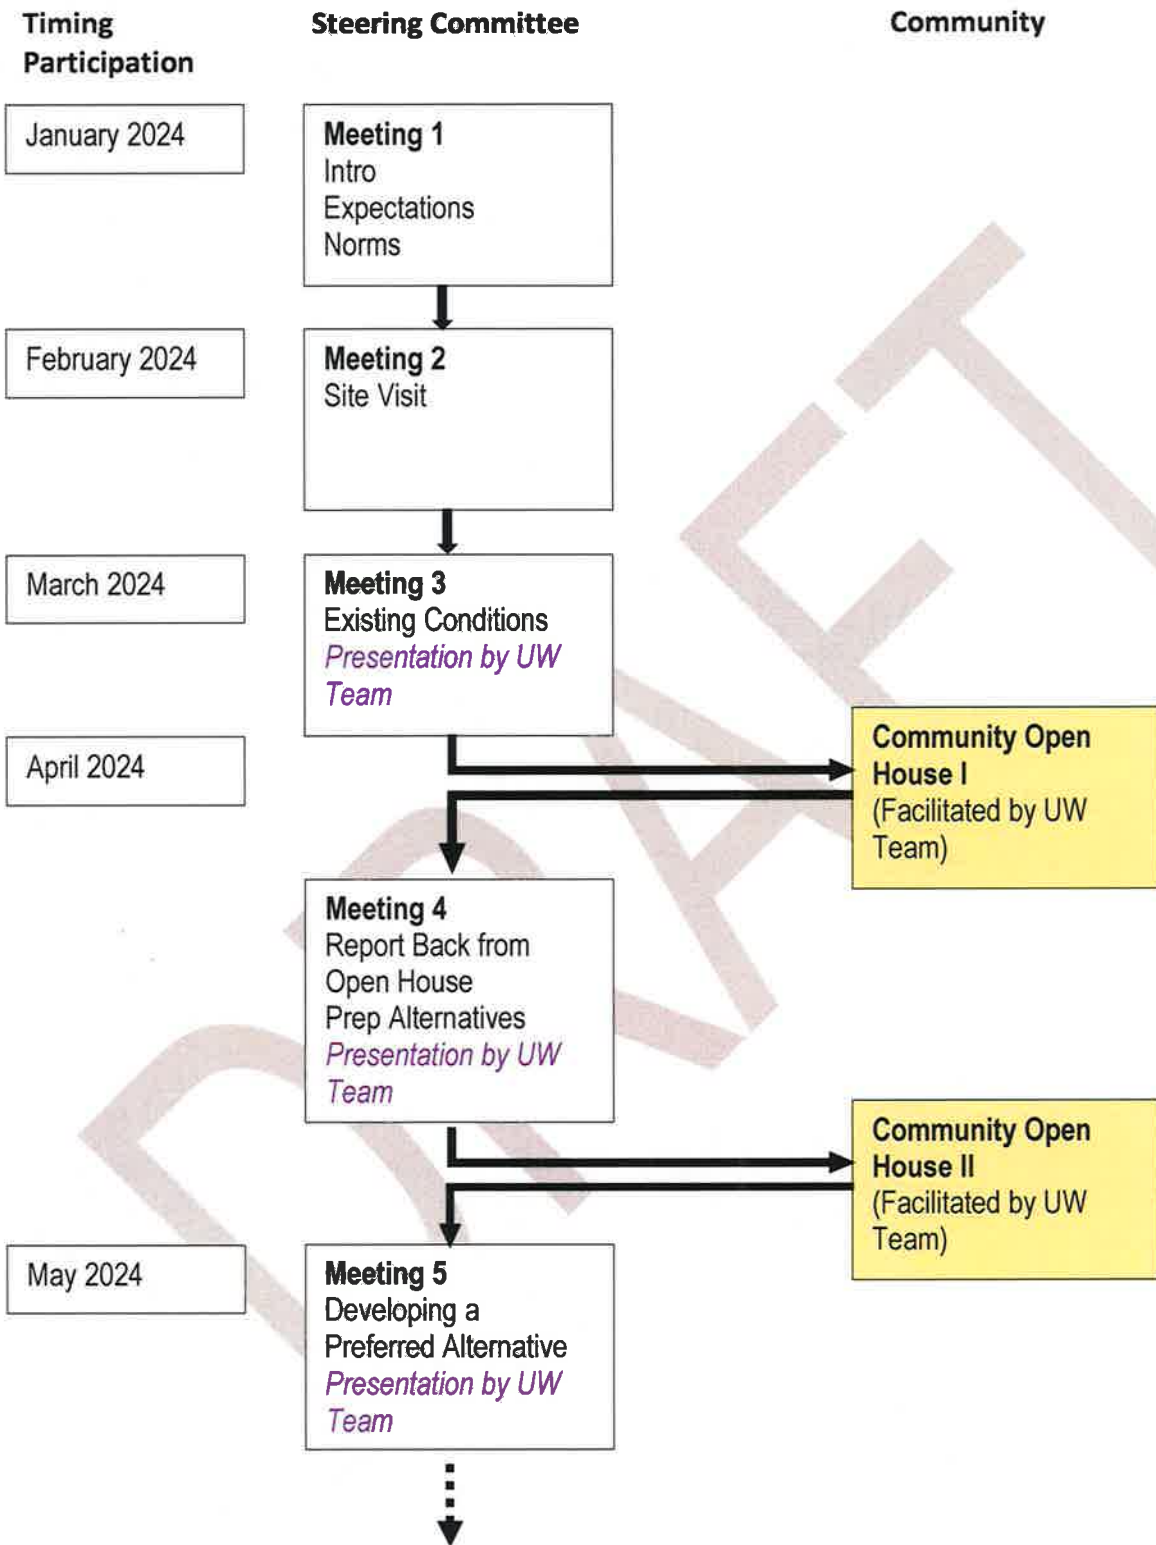 Timing
Participation
Steering Committee
Community
January 2024
Meeting 1
Intro
Expectations
Norms
February 2024
Meeting 2
Site Visit
March 2024
Meeting 3
Existing Conditions
Presentation by UW
Team
April 2024
Community Open
House I
(Facilitated by UW
Team)
Meeting 4
Report Back from
Open House
Prep Alternatives
Presentation by UW
Team
Community Open
House II
(Facilitated by UW
Team)
May 2024
Meeting 5
Developing a
Preferred Alternative
Presentation by UW
Team
DRAFT